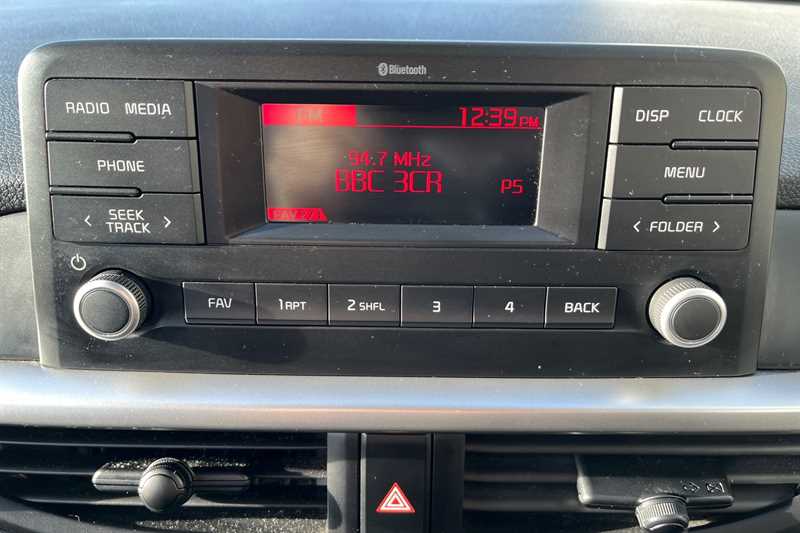 Bluetooth
RADIO MEDIA
PHONE
< SEEK >
TRACK
FM 12:39 PM
94.7 MHz
BBC 3CR P5
DISP CLOCK
MENU
< FOLDER >
FAV 1 RPT 2 SHFL 3 4 BACK